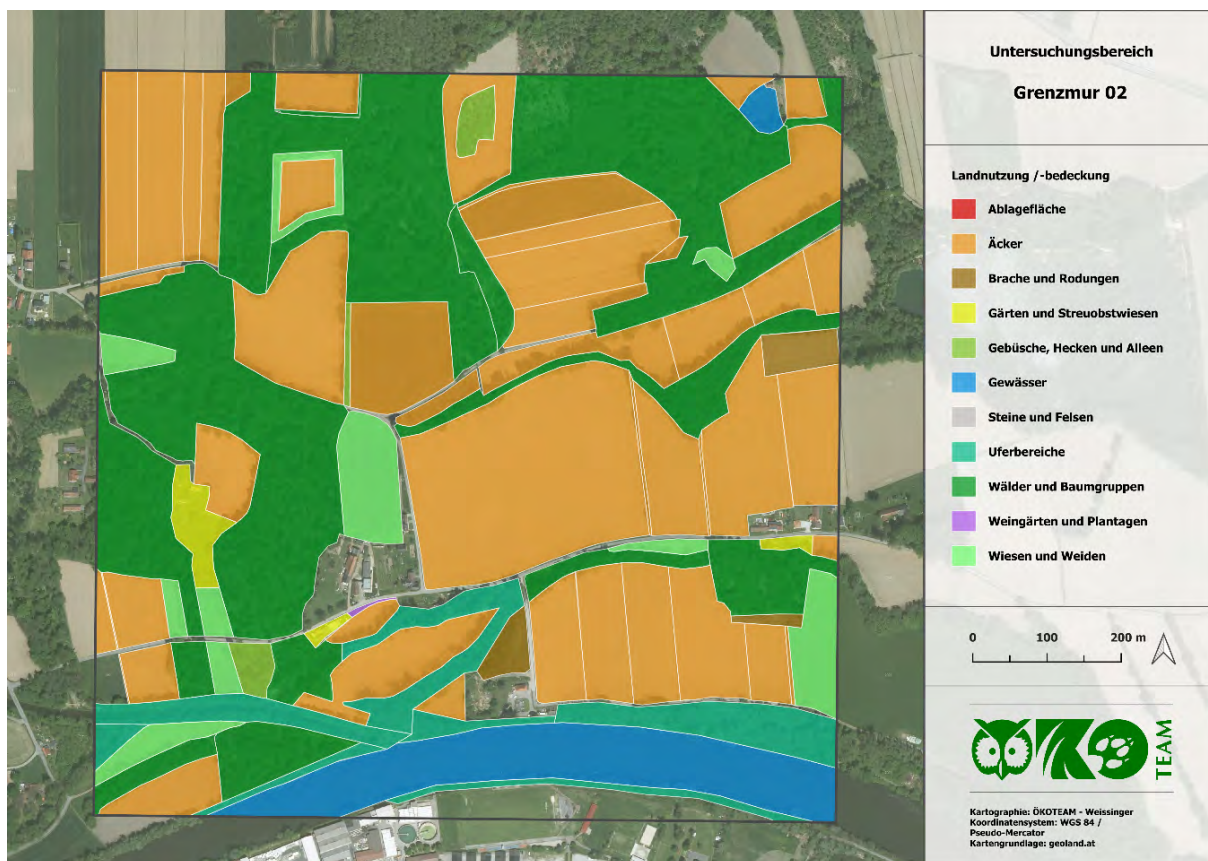 Untersuchungsbereich
Grenzmur 02
Landnutzung /-bedeckung
Ablagefläche
Äcker
Brache und Rodungen
Gärten und Streuobstwiesen
Gebüsche, Hecken und Alleen
Gewässer
Steine und Felsen
Uferbereiche
Wälder und Baumgruppen
Weingärten und Plantagen
Wiesen und Weiden
0 100 200 m
ÖKO
TEAM
Kartographie: ÖKOTEAM - Weissinger
Koordinatensystem: WGS 84 /
Pseudo-Mercator
Kartengrundlage: geoland.at